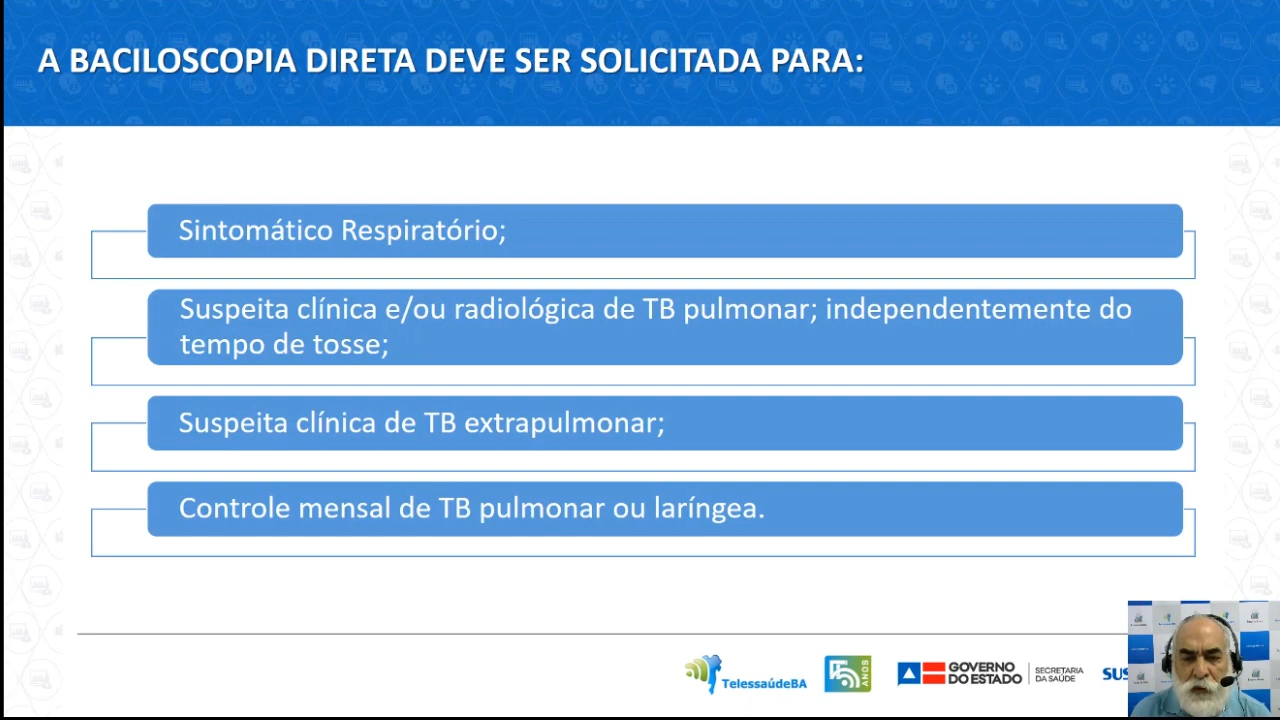 A BACILOSCOPIA DIRETA DEVE SER SOLICITADA PARA:
Sintomático Respiratório;
Suspeita clínica e/ou radiológica de TB pulmonar; independentemente do
tempo de tosse;
Suspeita clínica de TB extrapulmonar;
Controle mensal de TB pulmonar ou laríngea.
TelessaúdeBA
15 ANOS
GOVERNO
DO ESTADO
SECRETARIA
DA SAÚDE
SUS